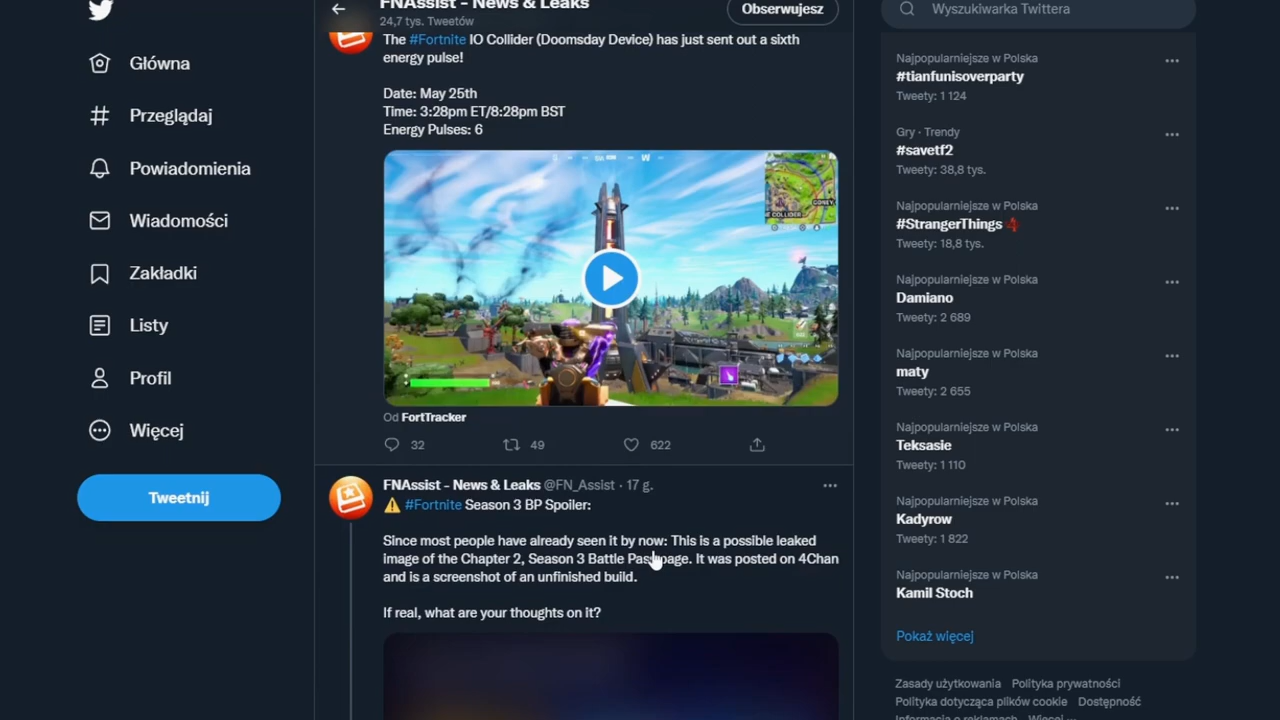 FNAssist - News & Leaks
24,7 tys. Tweetów
Obserwujesz
Wyszukiwarka Twittera
Główna
Przeglądaj
Powiadomienia
Wiadomości
Zakładki
Listy
Profil
Więcej
Tweetnij
The #Fortnite IO Collider (Doomsday Device) has just sent out a sixth
energy pulse!
Date: May 25th
Time: 3:28pm ET/8:28pm BST
Energy Pulses: 6
W
COLLIDER
Od FortTracker
32
49
622
FNAssist - News & Leaks @FN_Assist · 17 g.
⚠️ #Fortnite Season 3 BP Spoiler:
Since most people have already seen it by now: This is a possible leaked
image of the Chapter 2, Season 3 Battle Pass page. It was posted on 4Chan
and is a screenshot of an unfinished build.
If real, what are your thoughts on it?
Najpopularniejsze w Polska
#tianfunisoverparty
Tweety: 1 124
Gry · Trendy
#savetf2
Tweety: 38,8 tys.
Najpopularniejsze w Polska
#StrangerThings
Tweety: 18,8 tys.
Najpopularniejsze w Polska
Damiano
Tweety: 2 689
Najpopularniejsze w Polska
maty
Tweety: 2 655
Najpopularniejsze w Polska
Teksasie
Tweety: 1 110
Najpopularniejsze w Polska
Kadyrow
Tweety: 1 822
Najpopularniejsze w Polska
Kamil Stoch
Pokaż więcej
Zasady użytkowania Polityka prywatności
Polityka dotycząca plików cookie Dostępność
Informacja o reklamach Więcej ...